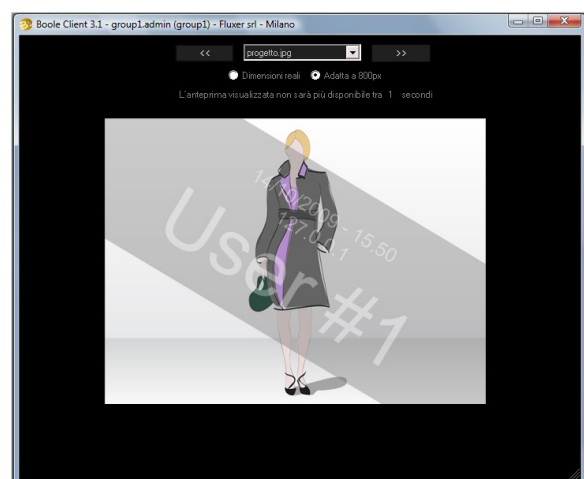 Boole Client 3.1 - group1.admin (group1) - Fluxer srl - Milano
<< progetto.jpg >>
Dimensioni reali Adatta a 800px
L'anteprima visualizzata non sarà più disponibile tra 1 secondi
14/10/2009 - 15.50
127.0.0.1
User #1